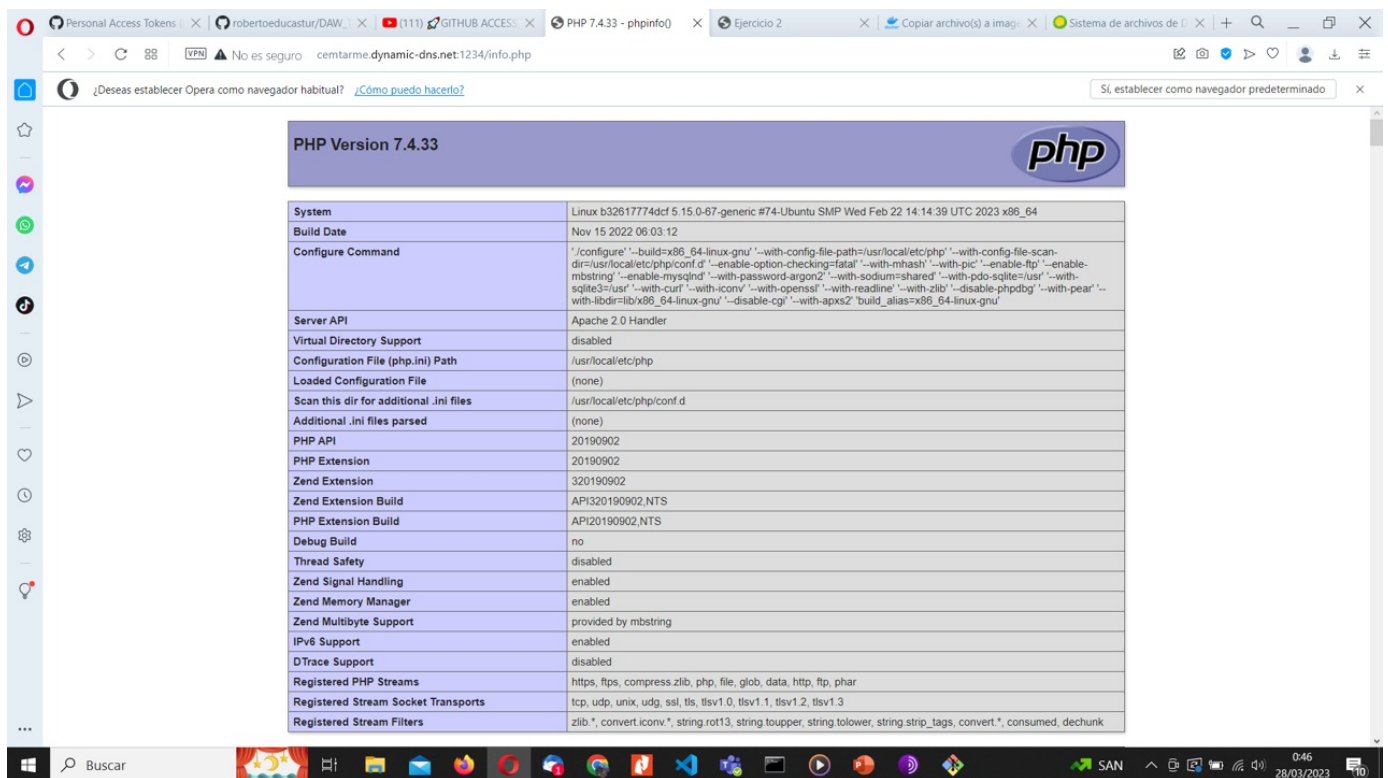 Personal Access Tokens (
robertoeducastur/DAW_
(111) 🚀GITHUB ACCESS
PHP 7.4.33 - phpinfo()
Ejercicio 2
Copiar archivo(s) a image
Sistema de archivos de D
VPN No es seguro cemtarme.dynamic-dns.net:1234/info.php
¿Deseas establecer Opera como navegador habitual? ¿Cómo puedo hacerlo?
Sí, establecer como navegador predeterminado
PHP Version 7.4.33
php
System Linux b32617774dcf 5.15.0-67-generic #74-Ubuntu SMP Wed Feb 22 14:14:39 UTC 2023 x86_64
Build Date Nov 15 2022 06:03:12
Configure Command './configure' '--build=x86_64-linux-gnu' '--with-config-file-path=/usr/local/etc/php' '--with-config-file-scan-
dir=/usr/local/etc/php/conf.d' '--enable-option-checking=fatal' '--with-mhash' '--with-pic' '--enable-ftp' '--enable-
mbstring' '--enable-mysqlnd' '--with-password-argon2' '--with-sodium=shared' '--with-pdo-sqlite=/usr' '--with-
sqlite3=/usr' '--with-curl' '--with-iconv' '--with-openssl' '--with-readline' '--with-zlib' '--disable-phpdbg' '--with-pear' '--
with-libdir=lib/x86_64-linux-gnu' '--disable-cgi' '--with-apxs2' 'build_alias=x86_64-linux-gnu'
Server API Apache 2.0 Handler
Virtual Directory Support disabled
Configuration File (php.ini) Path /usr/local/etc/php
Loaded Configuration File (none)
Scan this dir for additional .ini files /usr/local/etc/php/conf.d
Additional .ini files parsed (none)
PHP API 20190902
PHP Extension 20190902
Zend Extension 320190902
Zend Extension Build API320190902,NTS
PHP Extension Build API20190902,NTS
Debug Build no
Thread Safety disabled
Zend Signal Handling enabled
Zend Memory Manager enabled
Zend Multibyte Support provided by mbstring
IPv6 Support enabled
DTrace Support disabled
Registered PHP Streams https, ftps, compress.zlib, php, file, glob, data, http, ftp, phar
Registered Stream Socket Transports tcp, udp, unix, udg, ssl, tls, tlsv1.0, tlsv1.1, tlsv1.2, tlsv1.3
Registered Stream Filters zlib.*, convert.iconv.*, string.rot13, string.toupper, string.tolower, string.strip_tags, convert.*, consumed, dechunk
Buscar
SAN
0:46
28/03/2023
10